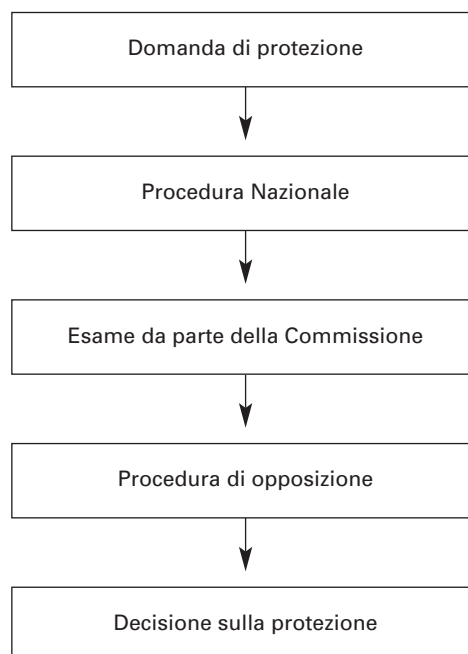 Domanda di protezione
Procedura Nazionale
Esame da parte della Commissione
Procedura di opposizione
Decisione sulla protezione